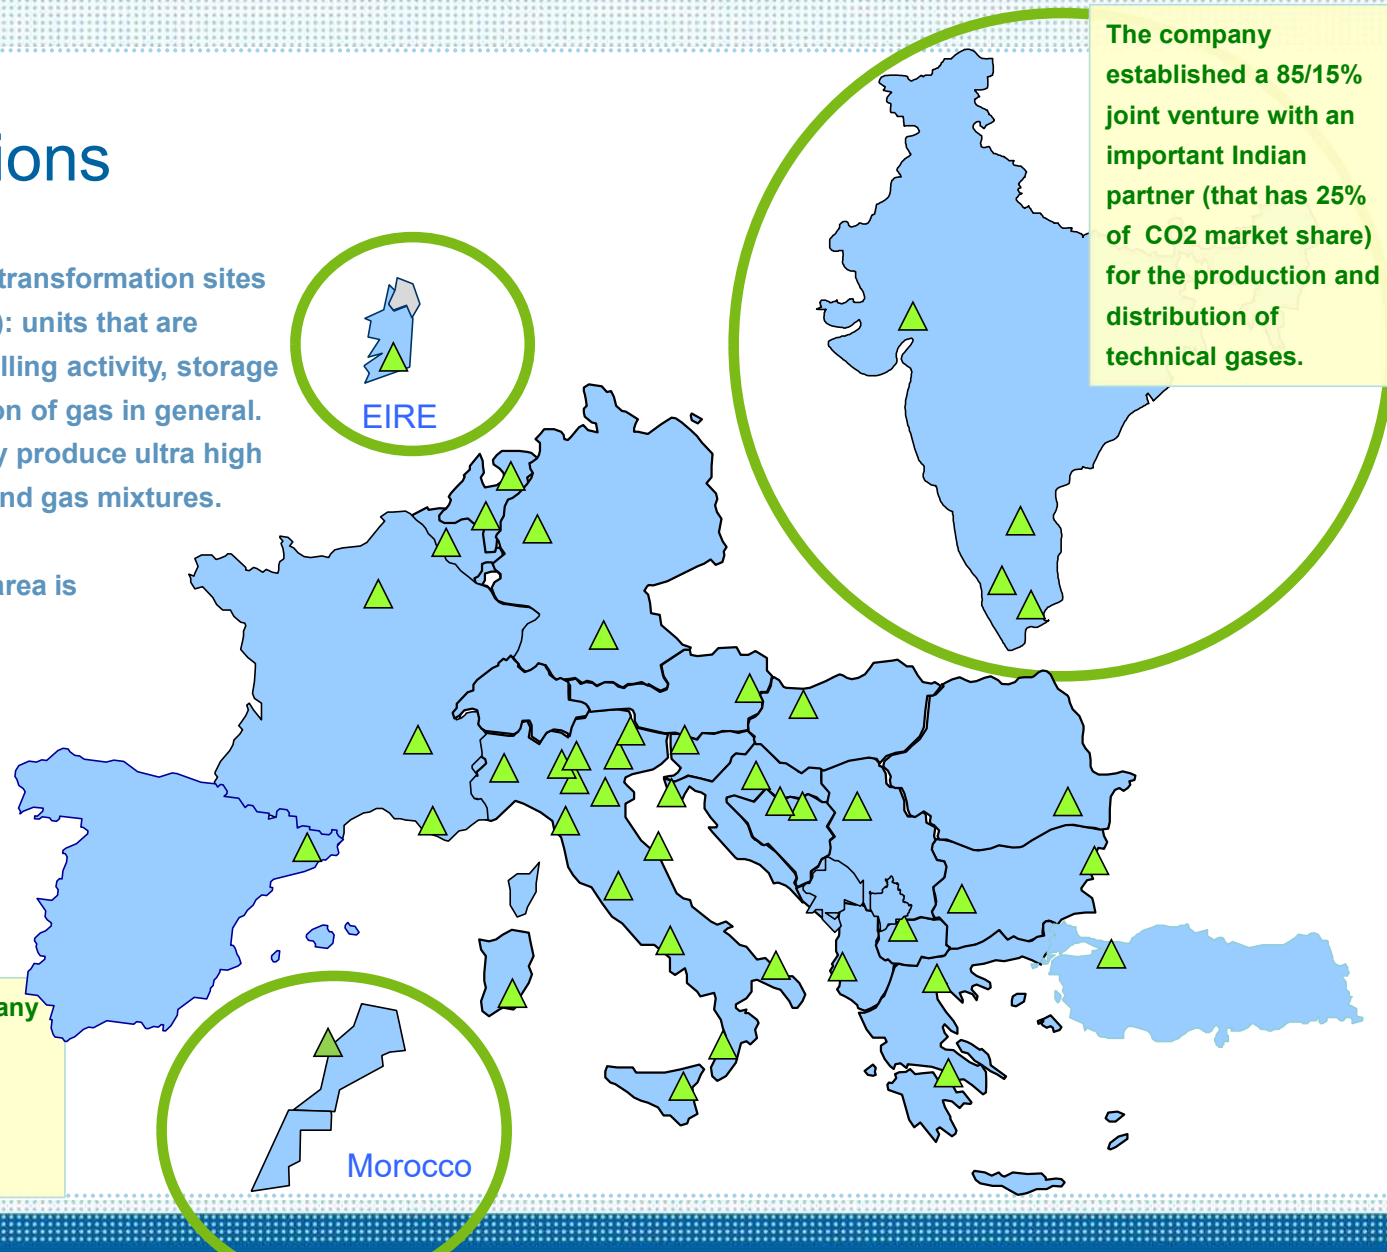 ions
transformation sites
): units that are
lling activity, storage
on of gas in general.
y produce ultra high
nd gas mixtures.
area is
The company
established a 85/15%
joint venture with an
important Indian
partner (that has 25%
of CO2 market share)
for the production and
distribution of
technical gases.
EIRE
any
Morocco